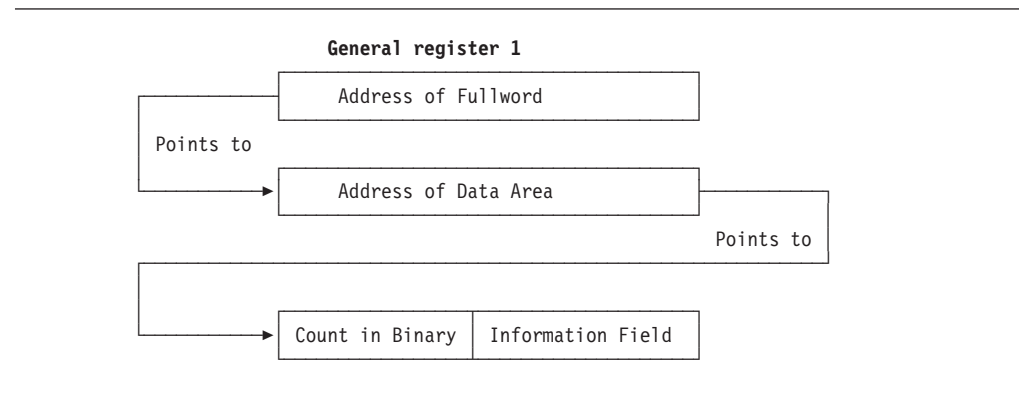 General register 1
Address of Fullword
Points to
Address of Data Area
Points to
Count in Binary Information Field